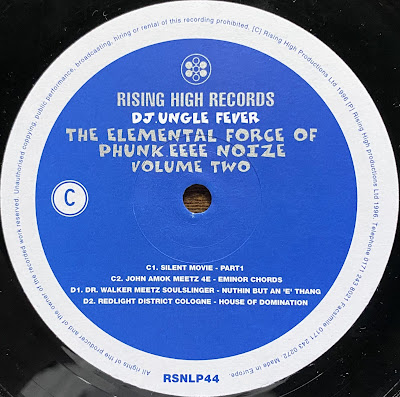 RISING HIGH RECORDS
DJ.UNGLE FEVER
THE ELEMENTAL FORCE OF
PHUNK.EEEE NOIZE
VOLUME TWO
C
C1. SILENT MOVIE - PART1
C2. JOHN AMOK MEETZ 4E - EMINOR CHORDS
D1. DR. WALKER MEETZ SOULSLINGER - NUTHIN BUT AN 'E' THANG
D2. REDLIGHT DISTRICT COLOGNE - HOUSE OF DOMINATION
RSNLP44
All rights of the producer and of the owner of the recorded work reserved. Unauthorised copying, public performance, broadcasting, hiring or rental of this recording prohibited. (C) Rising High Productions Ltd 1996 (P) Rising High productions Ltd 1996. Telephone 0171 243 8021 Facsimile 0171 243 0272. Made in Europe.